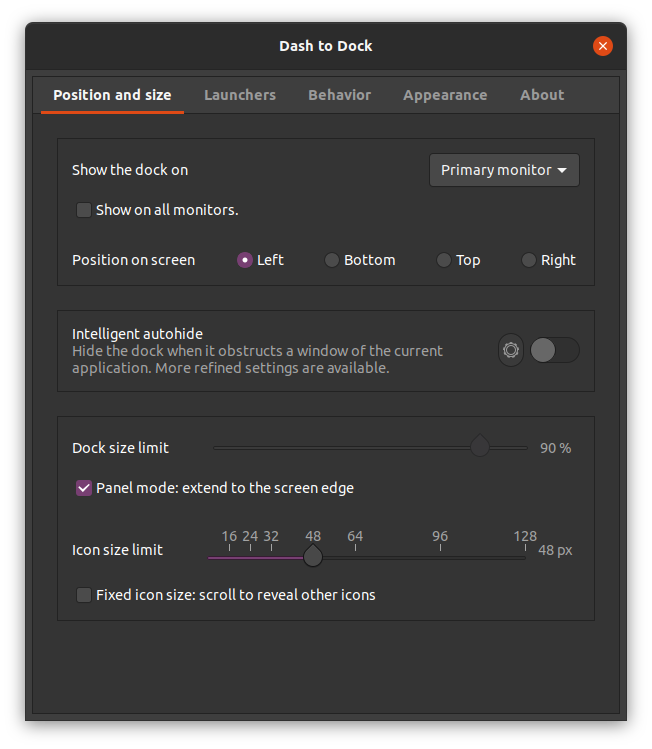 Dash to Dock
Position and size Launchers Behavior Appearance About
Show the dock on Primary monitor
Show on all monitors.
Position on screen Left Bottom Top Right
Intelligent autohide
Hide the dock when it obstructs a window of the current
application. More refined settings are available.
Dock size limit 90 %
Panel mode: extend to the screen edge
16 24 32 48 64 96 128
Icon size limit 48 px
Fixed icon size: scroll to reveal other icons